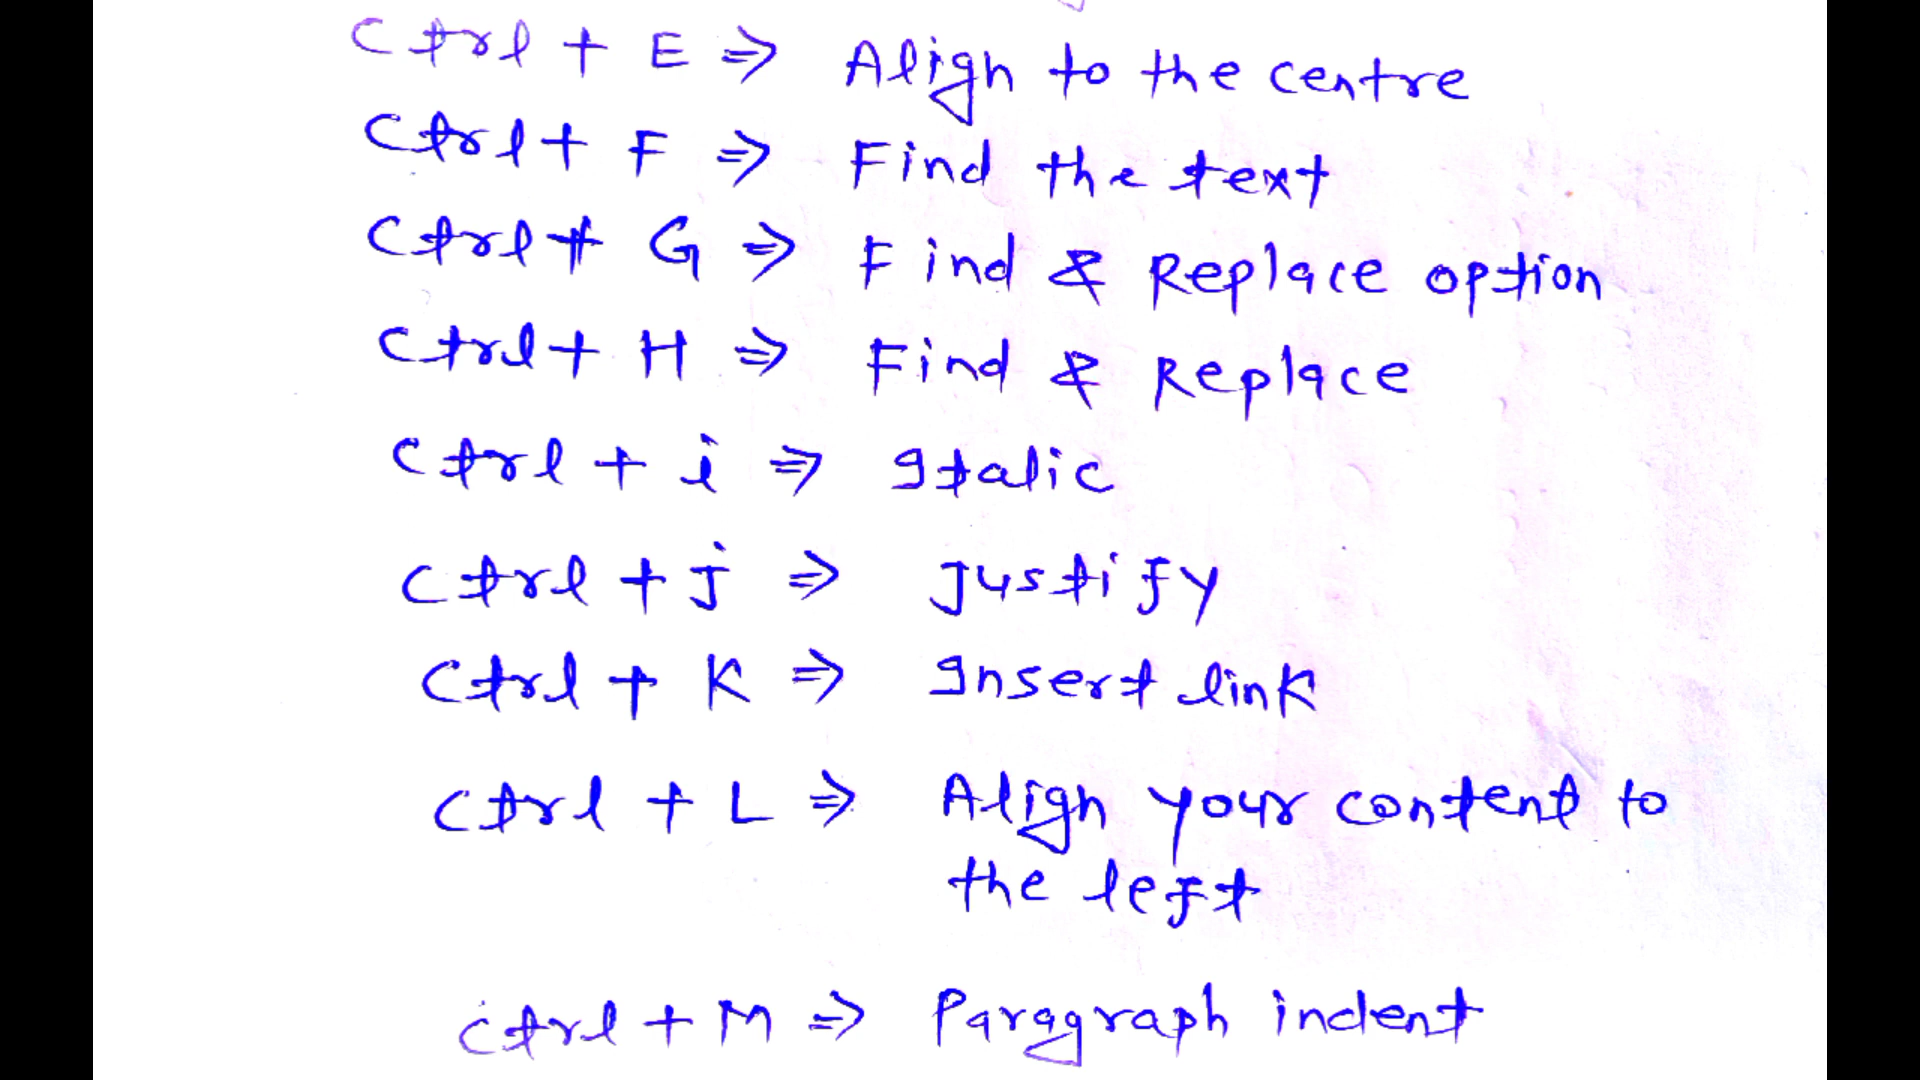 Ctrl + E ⇒ Align to the centre
Ctrl + F ⇒ Find the text
Ctrl + G ⇒ Find & Replace option
Ctrl + H ⇒ Find & Replace
Ctrl + i ⇒ Italic
Ctrl + j ⇒ Justify
Ctrl + K ⇒ Insert link
Ctrl + L ⇒ Align your content to
the left
Ctrl + M ⇒ Paragraph indent